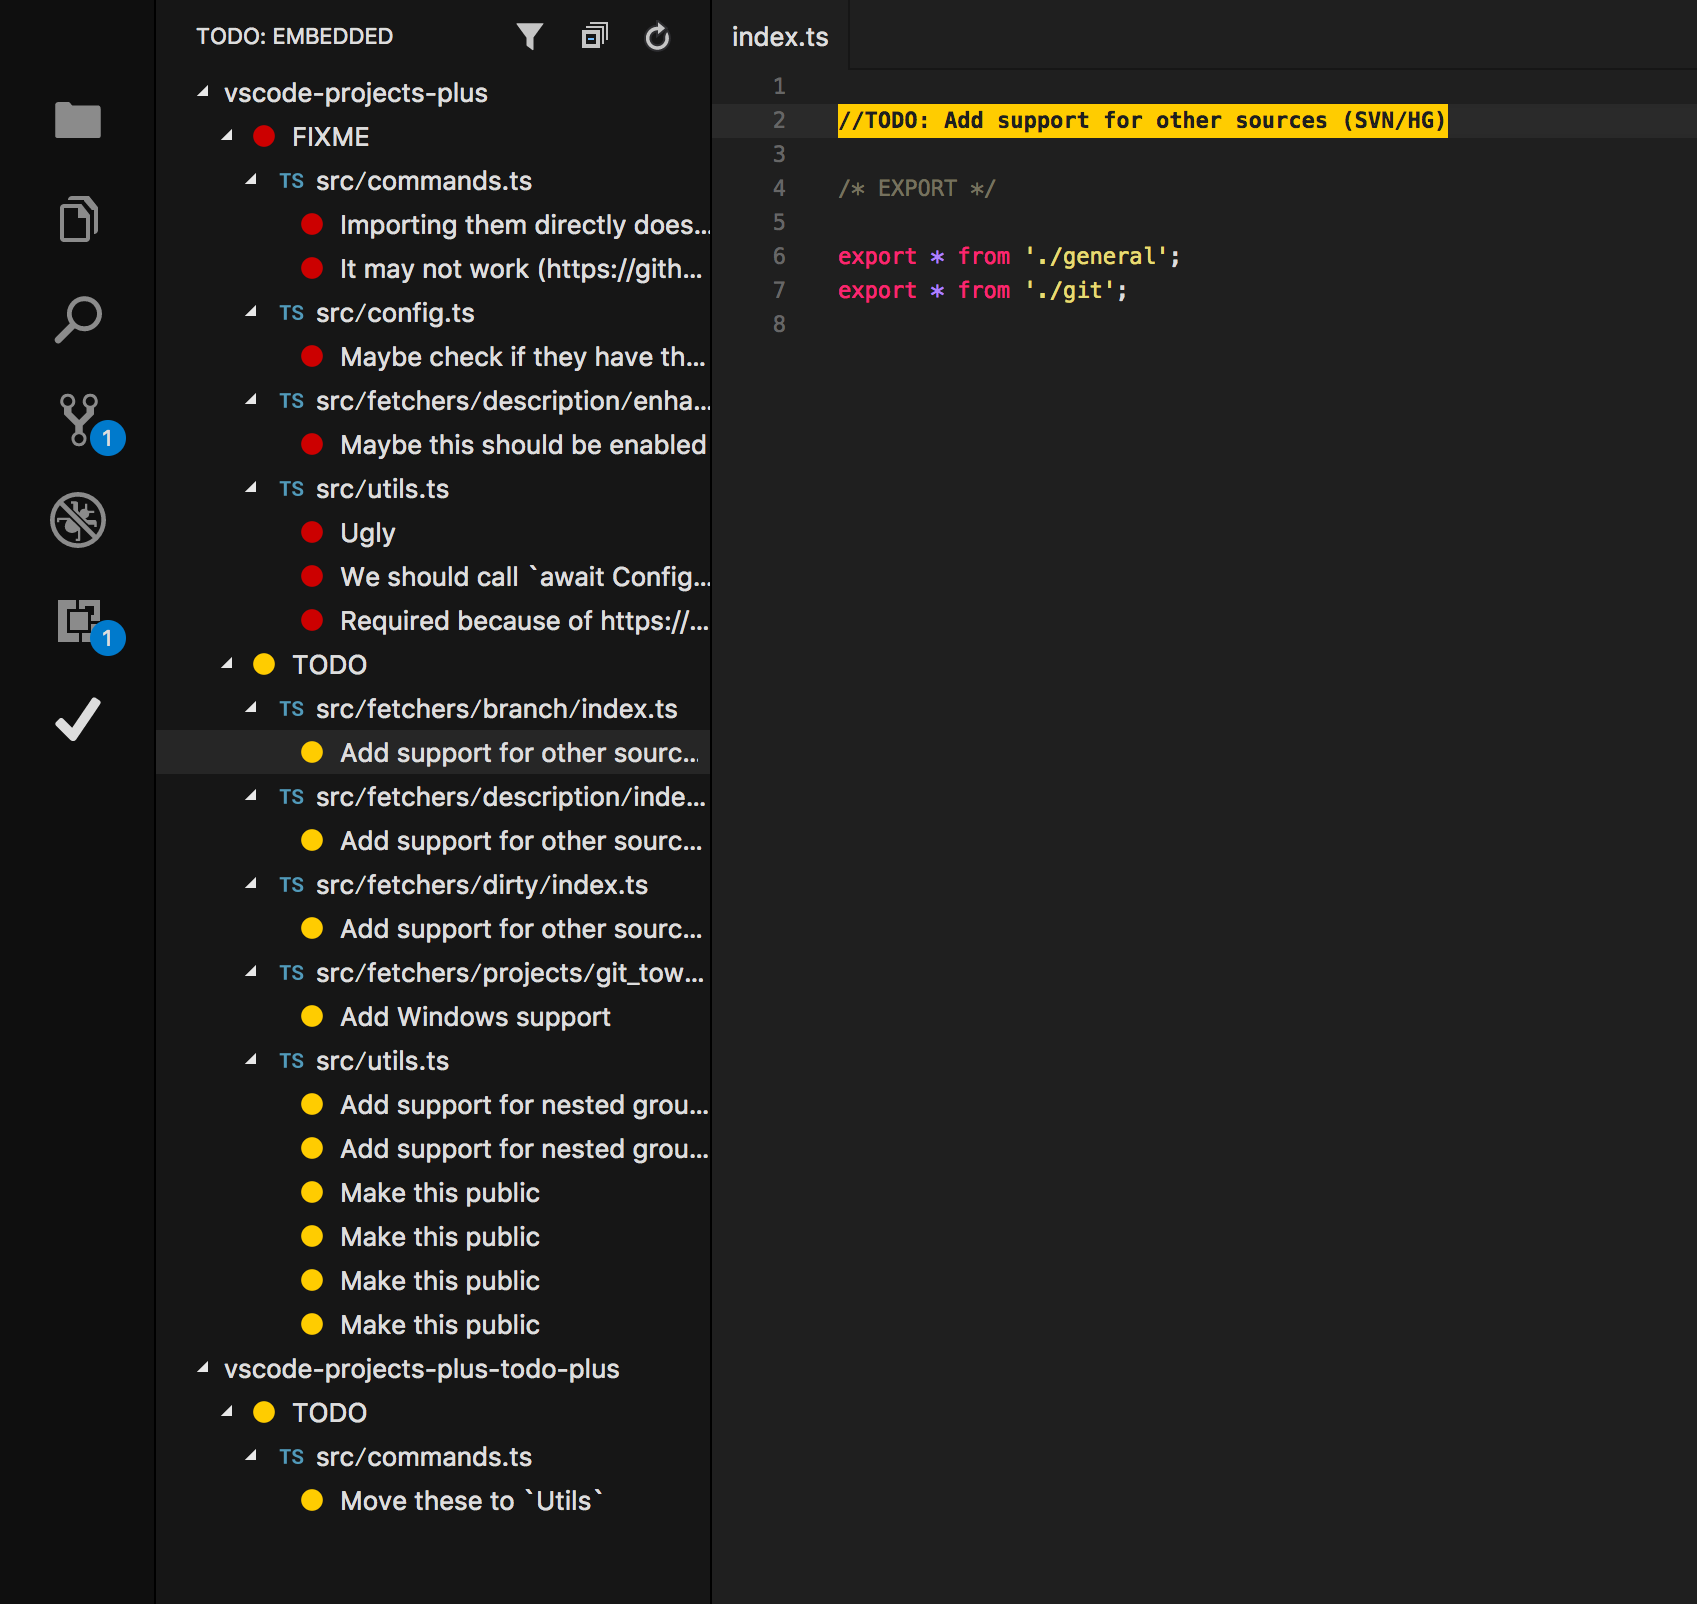 TODO: EMBEDDED
vscode-projects-plus
FIXME
TS src/commands.ts
Importing them directly does...
It may not work (https://gith...
TS src/config.ts
Maybe check if they have th...
TS src/fetchers/description/enha...
Maybe this should be enabled
TS src/utils.ts
Ugly
We should call `await Config...
Required because of https://...
TODO
TS src/fetchers/branch/index.ts
Add support for other sourc...
TS src/fetchers/description/inde...
Add support for other sourc...
TS src/fetchers/dirty/index.ts
Add support for other sourc...
TS src/fetchers/projects/git_tow...
Add Windows support
TS src/utils.ts
Add support for nested grou...
Add support for nested grou...
Make this public
Make this public
Make this public
Make this public
vscode-projects-plus-todo-plus
TODO
TS src/commands.ts
Move these to `Utils`
1
1
index.ts
1
2 //TODO: Add support for other sources (SVN/HG)
3
4 /* EXPORT */
5
6 export * from './general';
7 export * from './git';
8